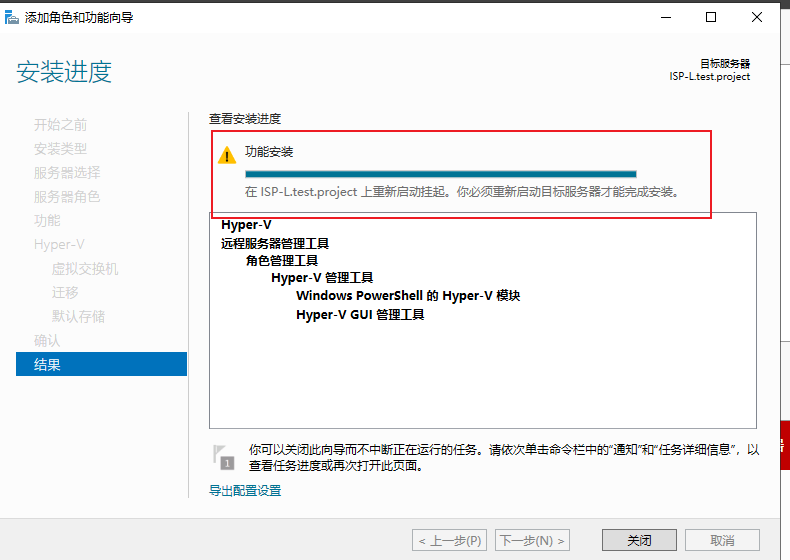 添加角色和功能向导
安装进度
目标服务器
ISP-L.test.project
开始之前
安装类型
服务器选择
服务器角色
功能
Hyper-V
虚拟交换机
迁移
默认存储
确认
结果
查看安装进度
功能安装
在 ISP-L.test.project 上重新启动挂起。你必须重新启动目标服务器才能完成安装。
Hyper-V
远程服务器管理工具
角色管理工具
Hyper-V 管理工具
Windows PowerShell 的 Hyper-V 模块
Hyper-V GUI 管理工具
1
你可以关闭此向导而不中断正在运行的任务。请依次单击命令栏中的"通知"和"任务详细信息"，以
查看任务进度或再次打开此页面。
导出配置设置
< 上一步(P)
下一步(N) >
关闭
取消